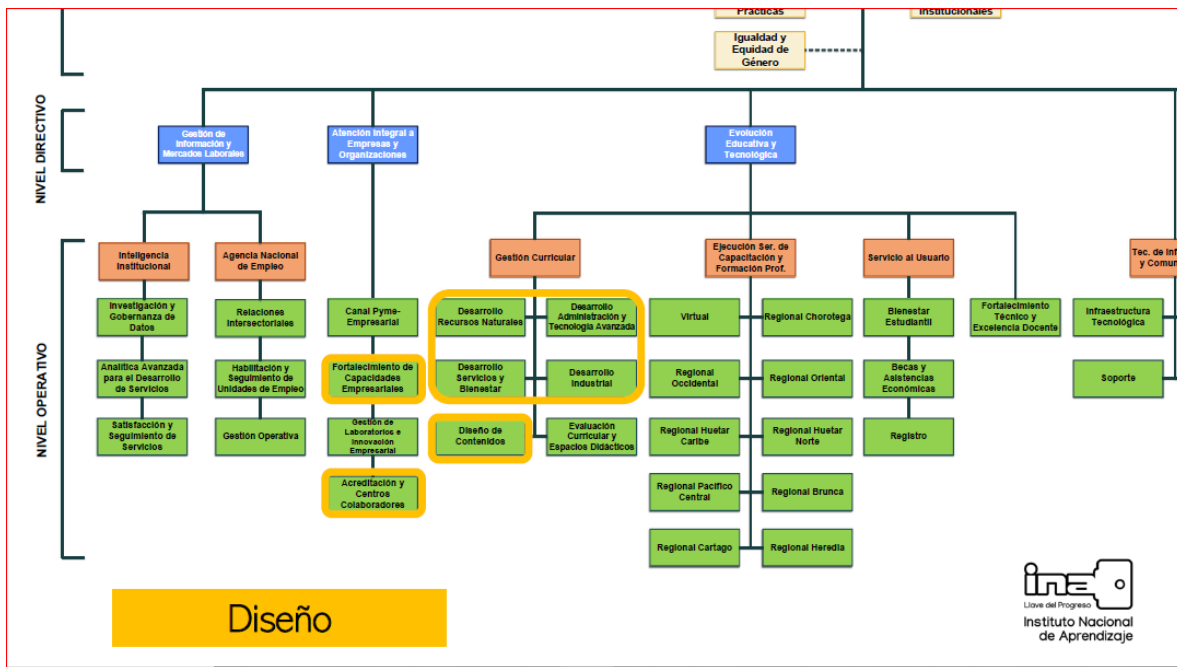 Prácticas
Institucionales
Igualdad y
Equidad de
Género
NIVEL DIRECTIVO
Gestión de
Información y
Mercados Laborales
Atención Integral a
Empresas y
Organizaciones
Evolución
Educativa y
Tecnológica
NIVEL OPERATIVO
Inteligencia
Institucional
Agencia Nacional
de Empleo
Gestión Curricular
Ejecución Ser. de
Capacitación y
Formación Prof.
Servicio al Usuario
Tec. de
y
Investigación y
Gobernanza de
Datos
Relaciones
Intersectoriales
Canal Pyme-
Empresarial
Desarrollo
Recursos Naturales
Desarrollo
Administración y
Tecnología Avanzada
Virtual
Regional Chorotega
Bienestar
Estudiantil
Fortalecimiento
Técnico y
Excelencia Docente
Infraestructura
Tecnológica
Analítica Avanzada
para el Desarrollo
de Servicios
Habilitación y
Seguimiento de
Unidades de Empleo
Fortalecimiento de
Capacidades
Empresariales
Desarrollo
Servicios y
Bienestar
Desarrollo
Industrial
Regional
Occidental
Regional Oriental
Becas y
Asistencias
Económicas
Soporte
Satisfacción y
Seguimiento de
Servicios
Gestión Operativa
Gestión de
Laboratorios e
Innovación
Empresarial
Diseño de
Contenidos
Evaluación
Curricular y
Espacios Didácticos
Regional Huetar
Caribe
Regional Huetar
Norte
Registro
Acreditación y
Centros
Colaboradores
Regional Pacífico
Central
Regional Brunca
Regional Cartago
Regional Heredia
Diseño
ina
Llave del Progreso
Instituto Nacional
de Aprendizaje